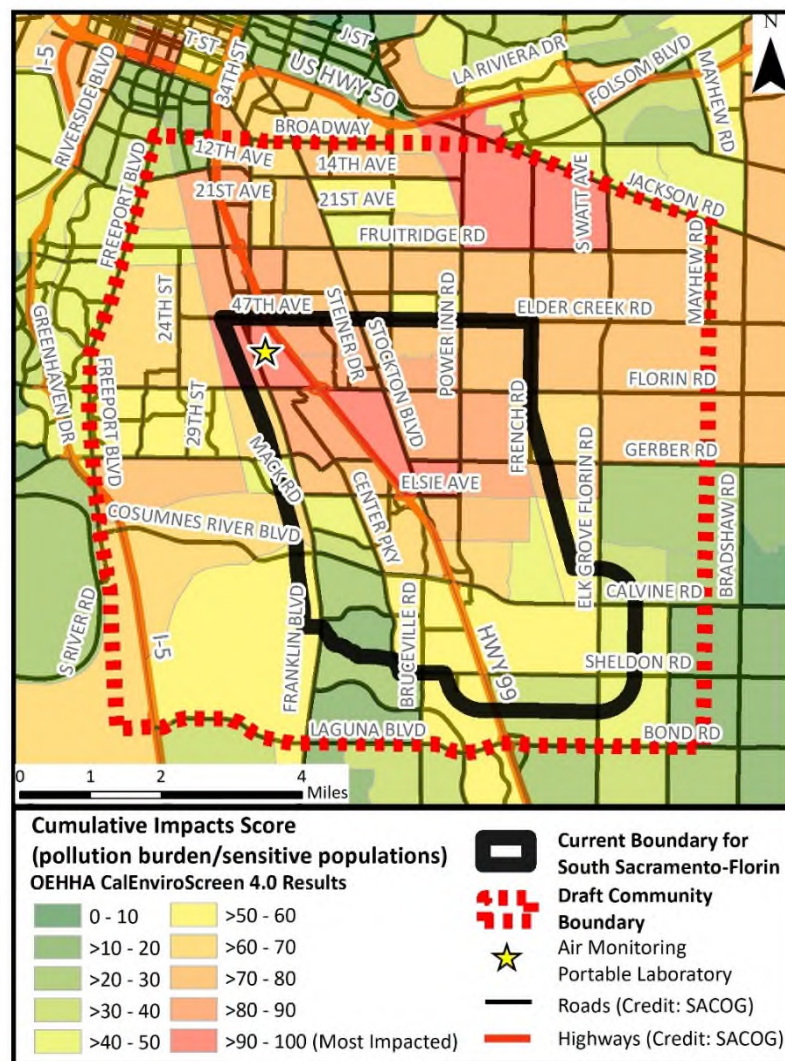 N
T ST
J ST
34TH ST
I-5
RIVERSIDE BLVD
US HWY 50
LA RIVIERA DR
FOLSOM BLVD
MAYHEW RD
BROADWAY
12TH AVE
14TH AVE
FREEPORT BLVD
21ST AVE
21ST AVE
S WATT AVE
JACKSON RD
FRUITRIDGE RD
MAYHEW RD
24TH ST
47TH AVE
STEINER DR
STOCKTON BLVD
POWER INN RD
ELDER CREEK RD
GREENHAVEN DR
FREEPORT BLVD
29TH ST
FLORIN RD
FRENCH RD
MACK RD
CENTER PKY
ELSIE AVE
ELK GROVE FLORIN RD
GERBER RD
BRADSHAW RD
COSUMNES RIVER BLVD
CALVINE RD
S RIVER RD
I-5
FRANKLIN BLVD
BRUCEVILLE RD
HWY 99
SHELDON RD
LAGUNA BLVD
BOND RD
0 1 2 4
Miles
Cumulative Impacts Score
(pollution burden/sensitive populations)
OEHHA CalEnviroScreen 4.0 Results
0 - 10
>10 - 20
>20 - 30
>30 - 40
>40 - 50
>50 - 60
>60 - 70
>70 - 80
>80 - 90
>90 - 100 (Most Impacted)
Current Boundary for
South Sacramento-Florin
Draft Community
Boundary
Air Monitoring
Portable Laboratory
Roads (Credit: SACOG)
Highways (Credit: SACOG)